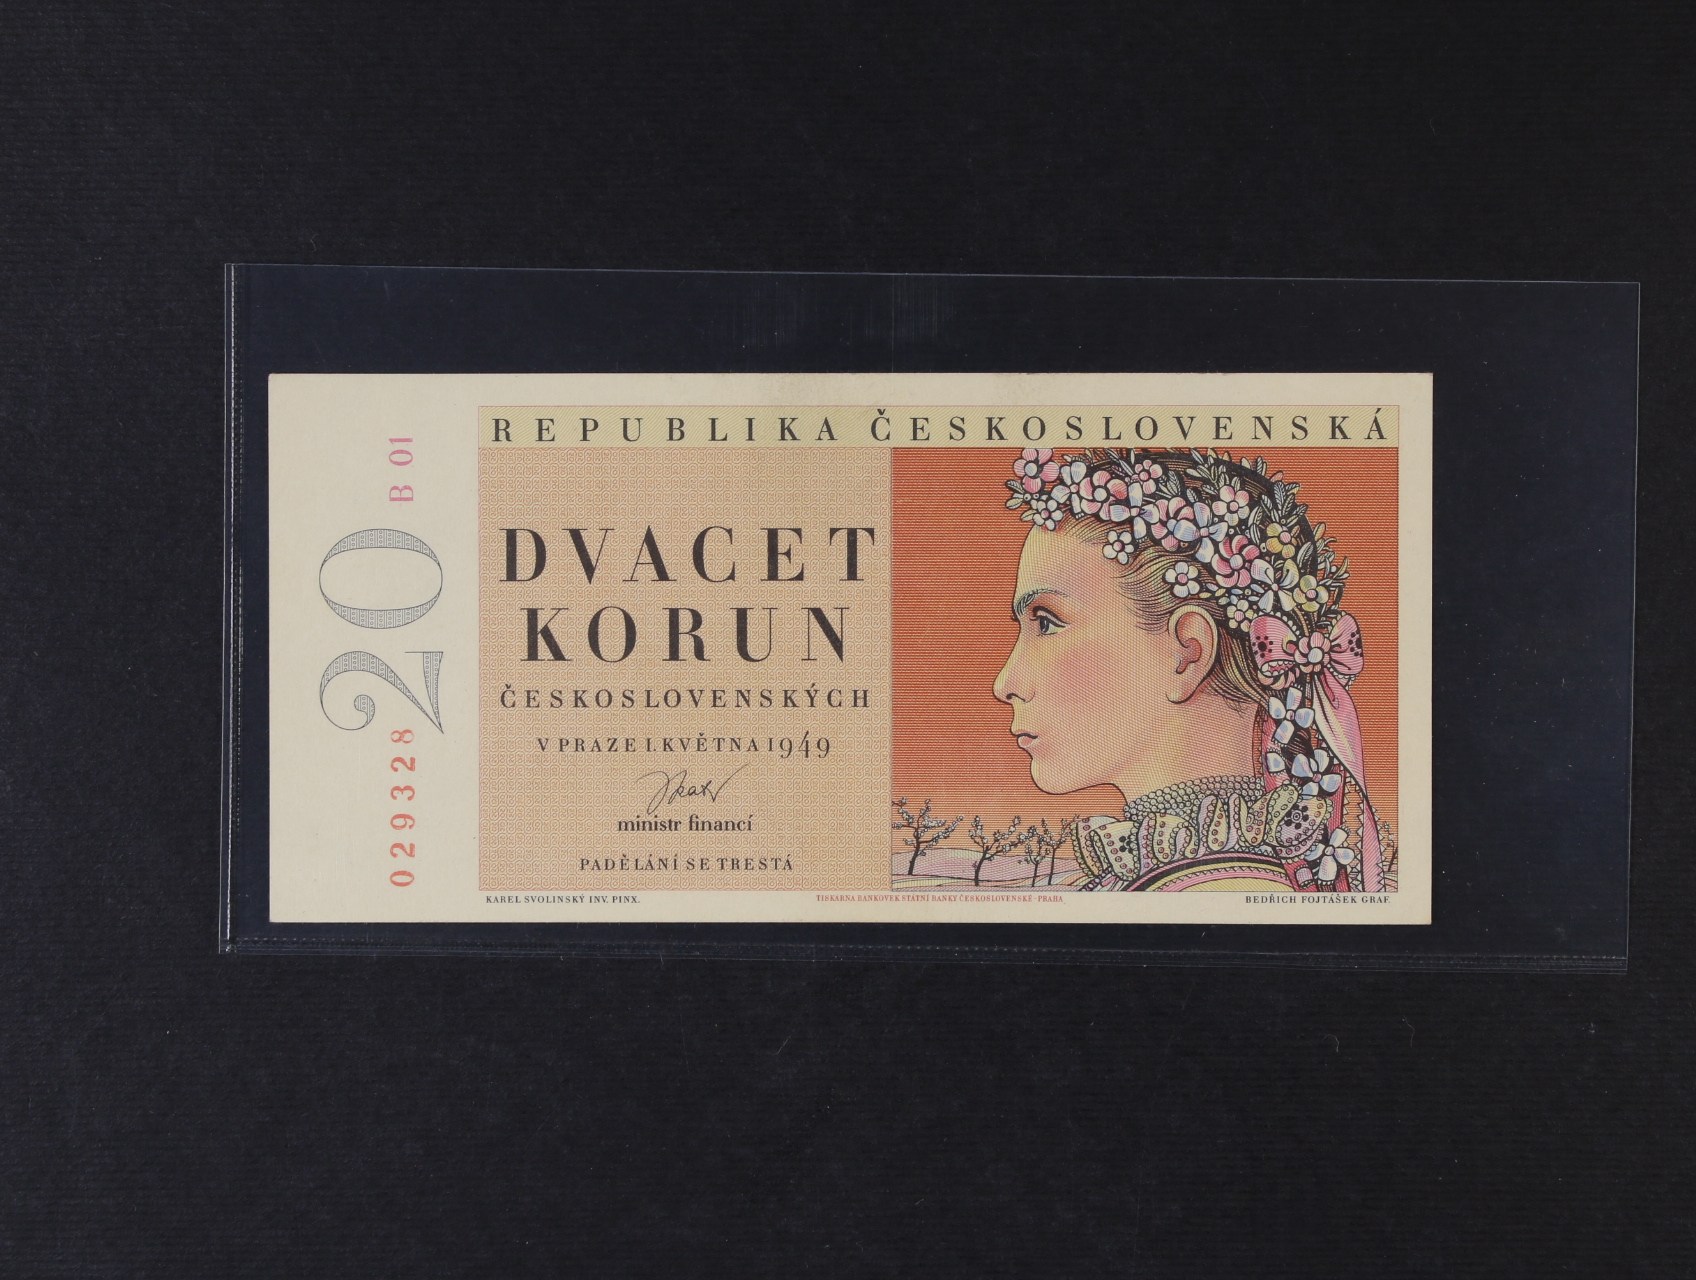 REPUBLIKA ČESKOSLOVENSKÁ
B 01
20
029328
DVACET
KORUN
ČESKOSLOVENSKÝCH
V PRAZE 1. KVĚTNA 1949
ministr financí
PADĚLÁNÍ SE TRESTÁ
KAREL SVOLINSKÝ INV. PINX.
TISKÁRNA BANKOVEK STÁTNÍ BANKY ČESKOSLOVENSKÉ - PRAHA
BEDŘICH FOJTÁŠEK GRAF.